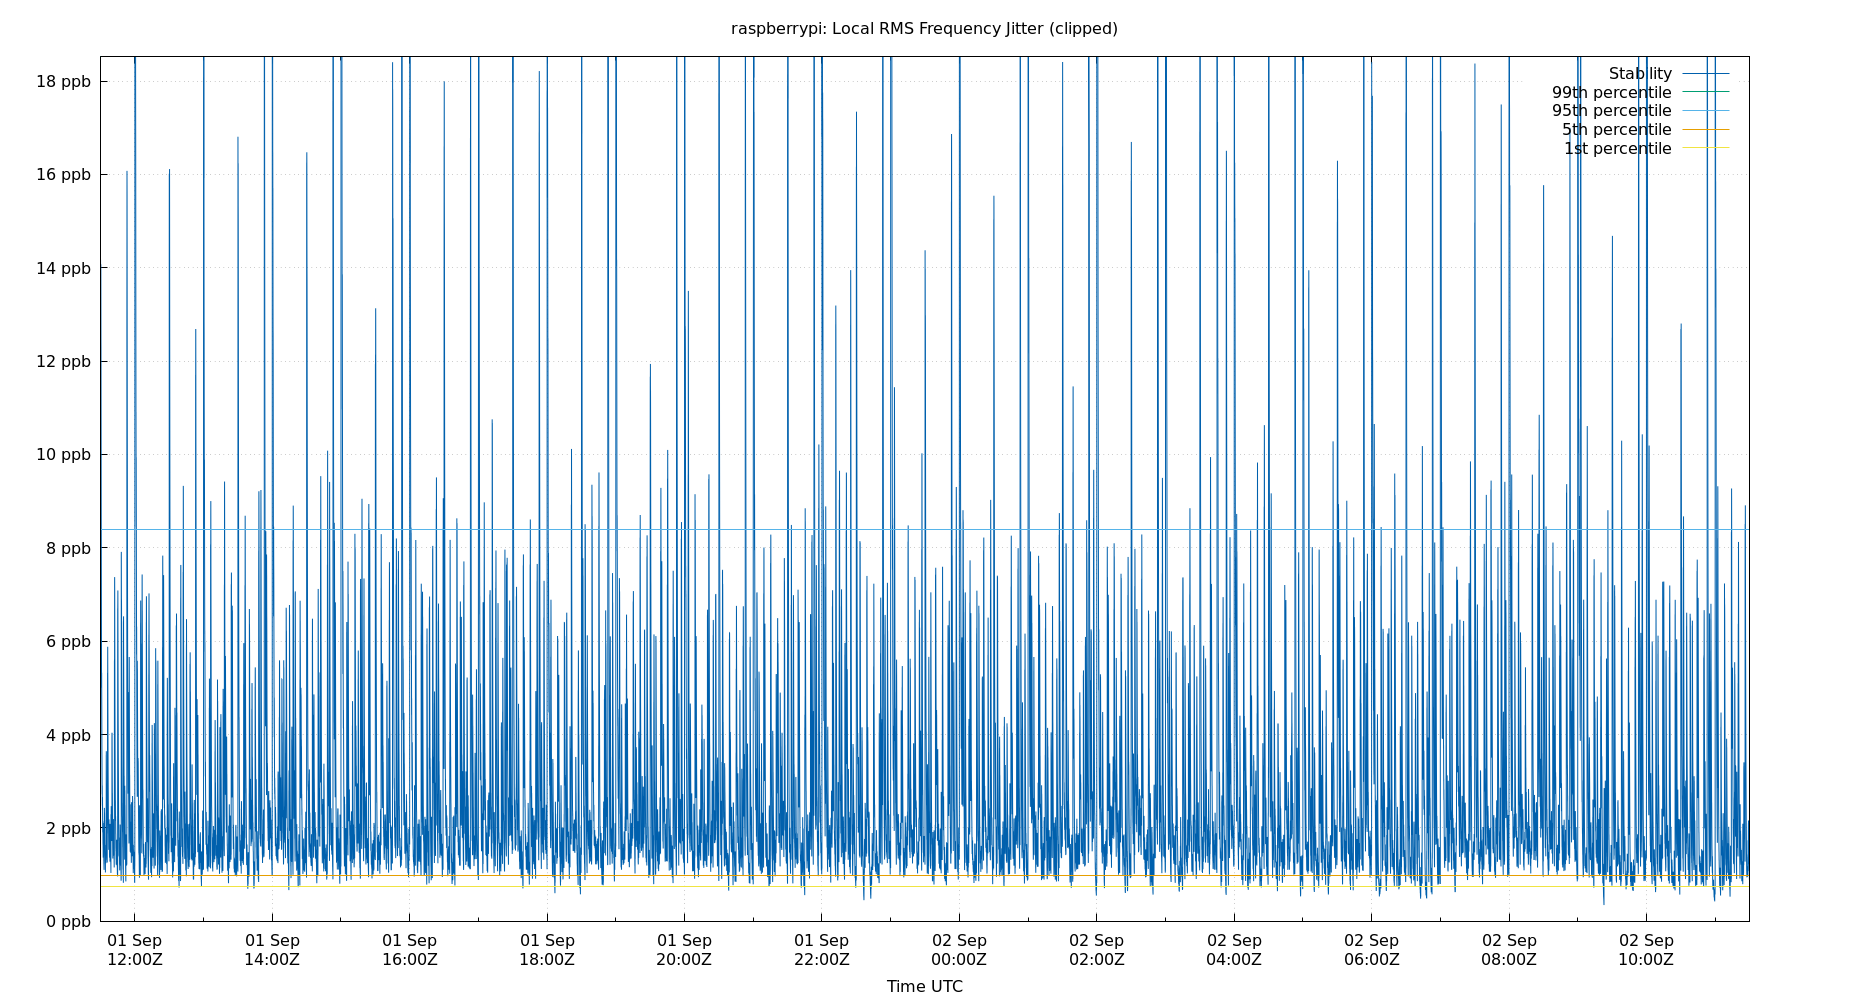 raspberrypi: Local RMS Frequency Jitter (clipped)
18 ppb
16 ppb
14 ppb
12 ppb
10 ppb
8 ppb
6 ppb
4 ppb
2 ppb
0 ppb
Stability
99th percentile
95th percentile
5th percentile
1st percentile
01 Sep
12:00Z
01 Sep
14:00Z
01 Sep
16:00Z
01 Sep
18:00Z
01 Sep
20:00Z
01 Sep
22:00Z
02 Sep
00:00Z
02 Sep
02:00Z
02 Sep
04:00Z
02 Sep
06:00Z
02 Sep
08:00Z
02 Sep
10:00Z
Time UTC